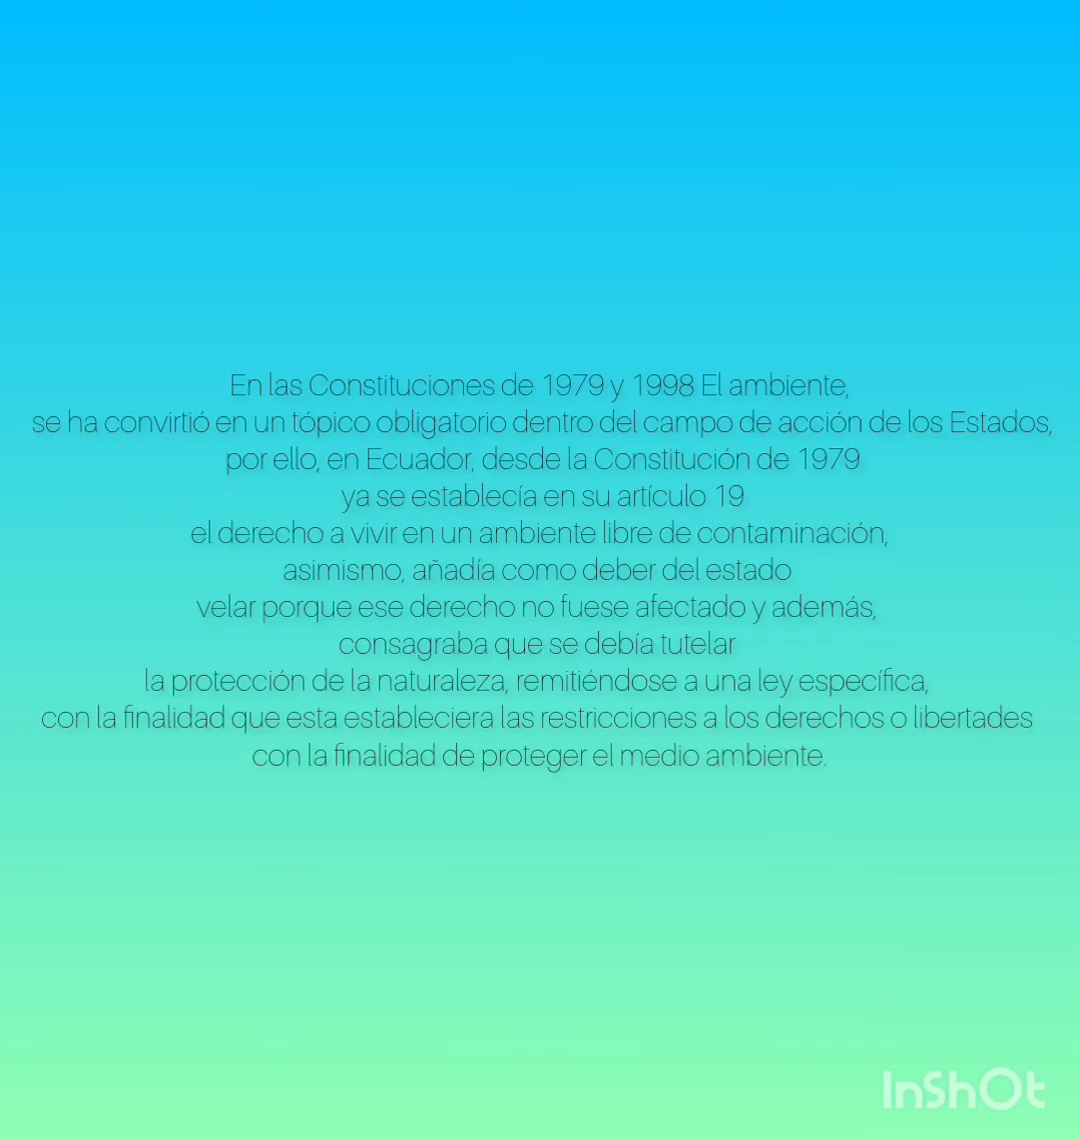 En las Constituciones de 1979 y 1998 El ambiente,
se ha convirtió en un tópico obligatorio dentro del campo de acción de los Estados,
por ello, en Ecuador, desde la Constitución de 1979
ya se establecía en su artículo 19
el derecho a vivir en un ambiente libre de contaminación,
asimismo, añadía como deber del estado
velar porque ese derecho no fuese afectado y además,
consagraba que se debía tutelar
la protección de la naturaleza, remitiéndose a una ley específica,
con la finalidad que esta estableciera las restricciones a los derechos o libertades
con la finalidad de proteger el medio ambiente.
InShOt